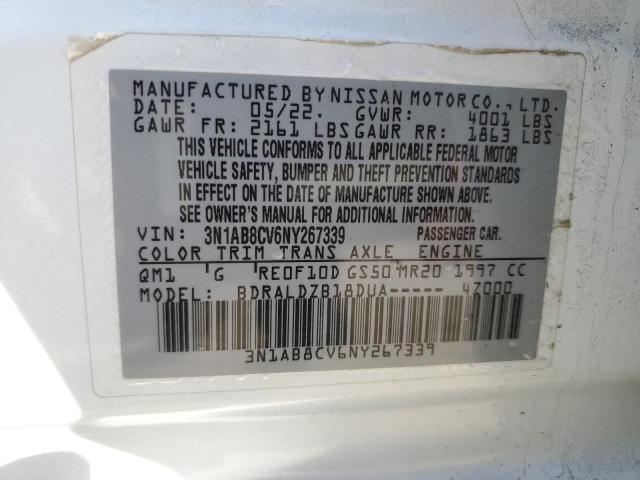 MANUFACTURED BY NISSAN MOTOR CO., LTD.
DATE: 05/22. GVWR: 4001 LBS
GAWR FR: 2161 LBS GAWR RR: 1863 LBS
THIS VEHICLE CONFORMS TO ALL APPLICABLE FEDERAL MOTOR
VEHICLE SAFETY, BUMPER AND THEFT PREVENTION STANDARDS
IN EFFECT ON THE DATE OF MANUFACTURE SHOWN ABOVE.
SEE OWNER'S MANUAL FOR ADDITIONAL INFORMATION.
VIN: 3N1AB8CV6NY267339 PASSENGER CAR.
COLOR TRIM TRANS AXLE ENGINE
QM1 G RE0F10D GS50 MR20 1997 CC
MODEL: BDRALDZB18DUA----- 47000
3N1AB8CV6NY267339